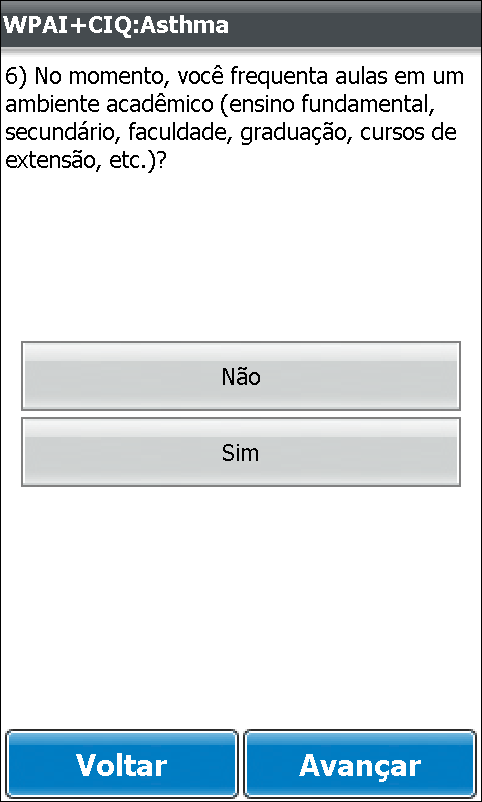 WPAI+CIQ:Asthma
6) No momento, você frequenta aulas em um
ambiente acadêmico (ensino fundamental,
secundário, faculdade, graduação, cursos de
extensão, etc.)?
Não
Sim
Voltar
Avançar